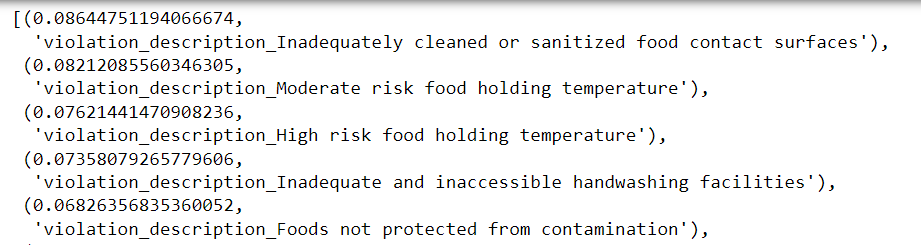 [(0.08644751194066674,
'violation_description_Inadequately cleaned or sanitized food contact surfaces'),
(0.08212085560346305,
'violation_description_Moderate risk food holding temperature'),
(0.07621441470908236,
'violation_description_High risk food holding temperature'),
(0.07358079265779606,
'violation_description_Inadequate and inaccessible handwashing facilities'),
(0.06826356835360052,
'violation_description_Foods not protected from contamination'),